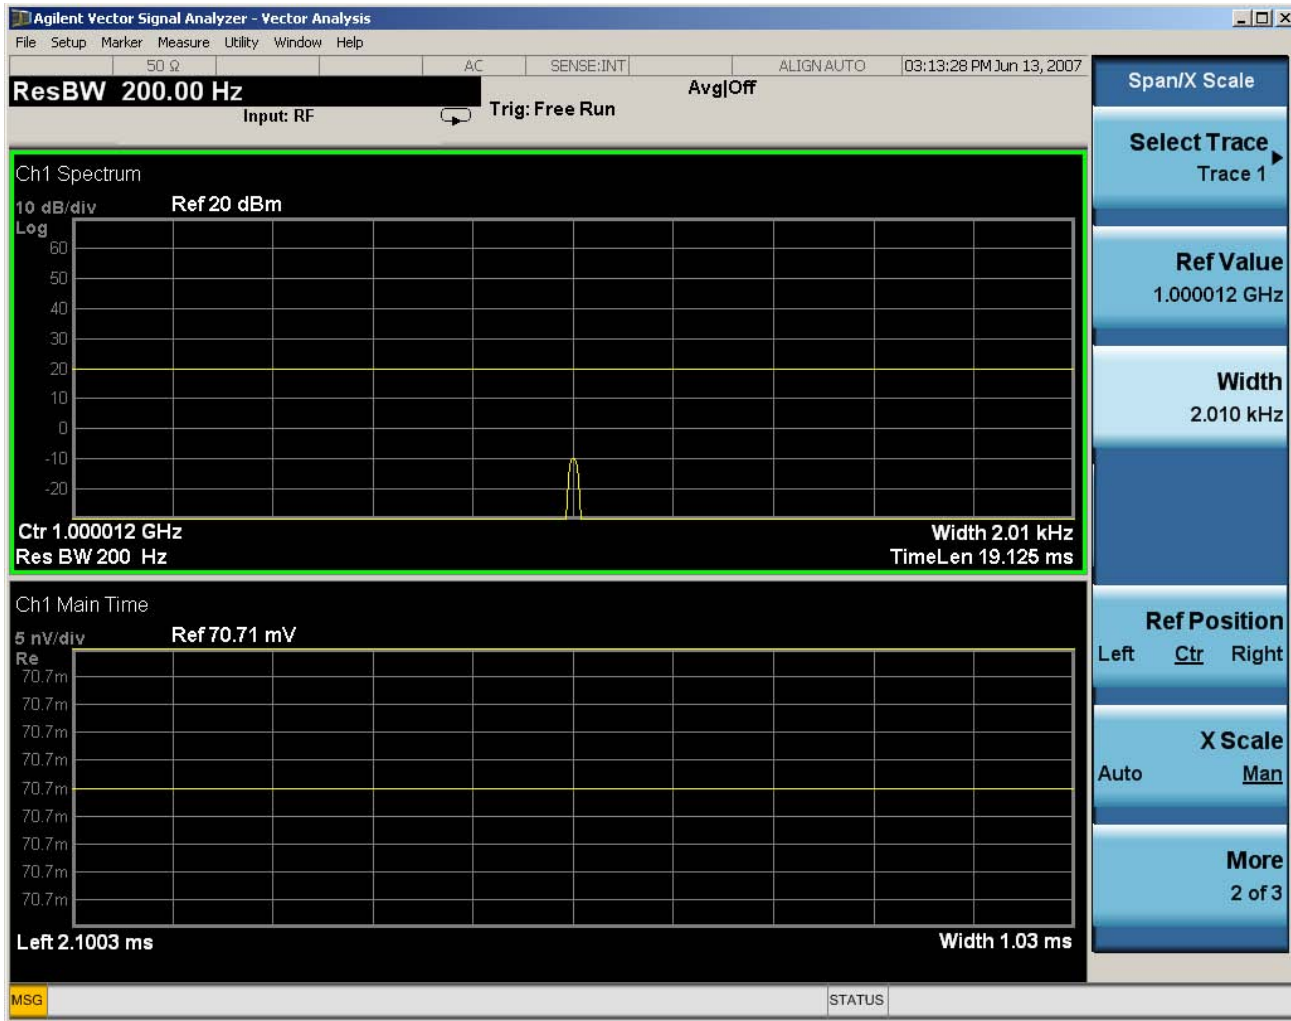 Agilent Vector Signal Analyzer - Vector Analysis
File Setup Marker Measure Utility Window Help
50 Ω AC SENSE:INT ALIGN AUTO 03:13:28 PM Jun 13, 2007
ResBW 200.00 Hz
Avg|Off
Input: RF
Trig: Free Run
Ch1 Spectrum
10 dB/div Ref 20 dBm
Log
60
50
40
30
20
10
0
-10
-20
Ctr 1.000012 GHz Width 2.01 kHz
Res BW 200 Hz TimeLen 19.125 ms
Ch1 Main Time
5 nV/div Ref 70.71 mV
Re
70.7m
70.7m
70.7m
70.7m
70.7m
70.7m
70.7m
70.7m
70.7m
Left 2.1003 ms Width 1.03 ms
Span/X Scale
Select Trace
Trace 1
Ref Value
1.000012 GHz
Width
2.010 kHz
Ref Position
Left Ctr Right
X Scale
Auto Man
More
2 of 3
MSG STATUS